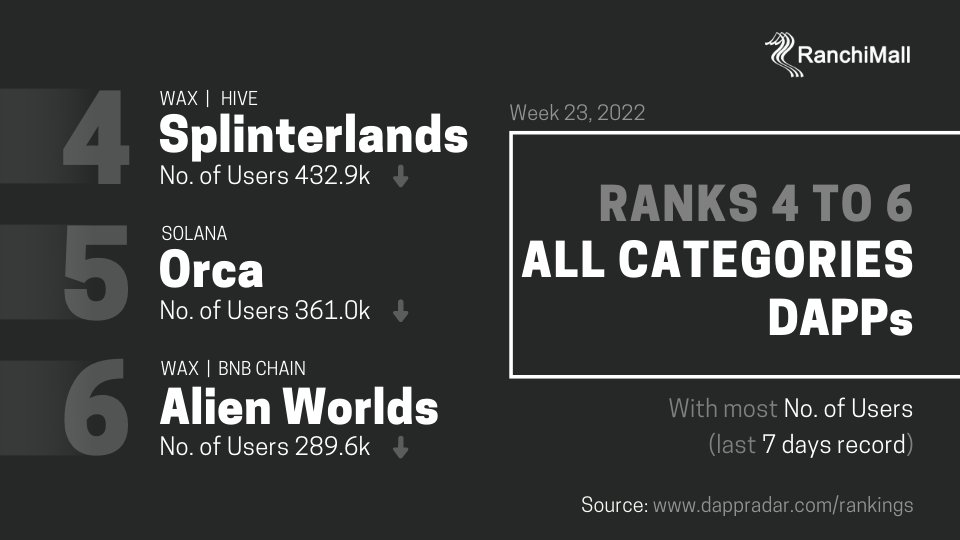 RanchiMall
4
WAX | HIVE
Splinterlands
No. of Users 432.9k
5
SOLANA
Orca
No. of Users 361.0k
6
WAX | BNB CHAIN
Alien Worlds
No. of Users 289.6k
Week 23, 2022
RANKS 4 TO 6
ALL CATEGORIES
DAPPs
With most No. of Users
(last 7 days record)
Source: www.dappradar.com/rankings